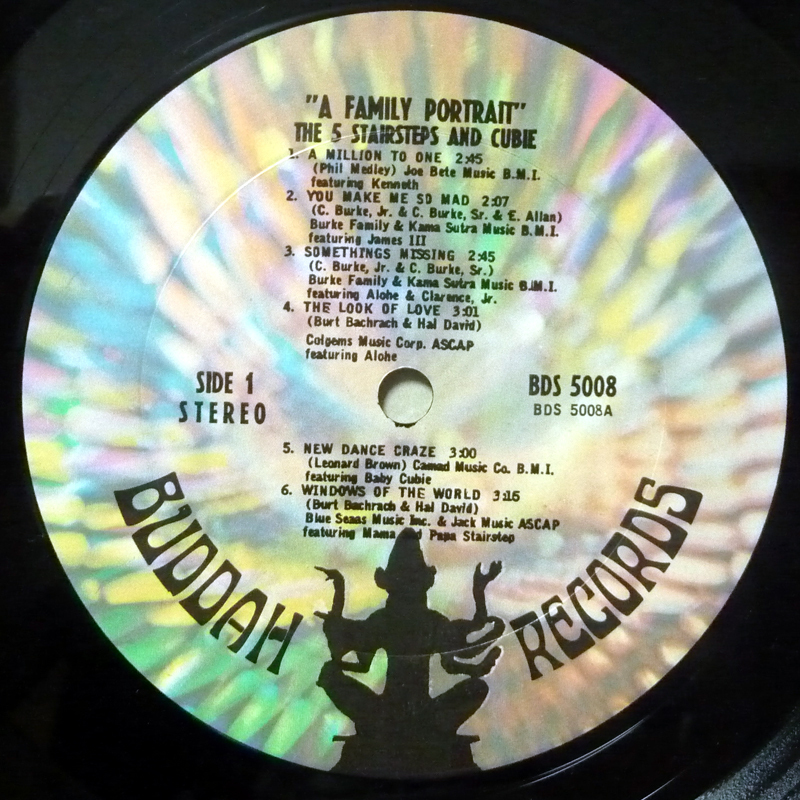 "A FAMILY PORTRAIT"
THE 5 STAIRSTEPS AND CUBIE
1. A MILLION TO ONE 2:45
(Phil Medley) Joe Bete Music B.M.I.
featuring Kenneth
2. YOU MAKE ME SO MAD 2:07
(C. Burke, Jr. & C. Burke, Sr. & E. Allan)
Burke Family & Kama Sutra Music B.M.I.
featuring James III
3. SOMETHINGS MISSING 2:45
(C. Burke, Jr. & C. Burke, Sr.)
Burke Family & Kama Sutra Music B.M.I.
featuring Alohe & Clarence, Jr.
4. THE LOOK OF LOVE 3:01
(Burt Bachrach & Hal David)
Colgems Music Corp. ASCAP
featuring Alohe
SIDE 1
STEREO
BDS 5008
BDS 5008A
5. NEW DANCE CRAZE 3:00
(Leonard Brown) Camad Music Co. B.M.I.
featuring Baby Cubie
6. WINDOWS OF THE WORLD 3:16
(Burt Bachrach & Hal David)
Blue Seaas Music Inc. & Jack Music ASCAP
featuring Mama and Papa Stairstep
BUDDAH RECORDS